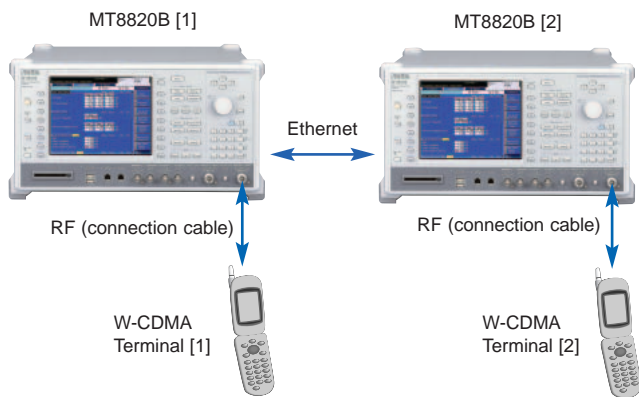 MT8820B [1]
MT8820B [2]
Ethernet
RF (connection cable)
RF (connection cable)
W-CDMA
Terminal [1]
W-CDMA
Terminal [2]